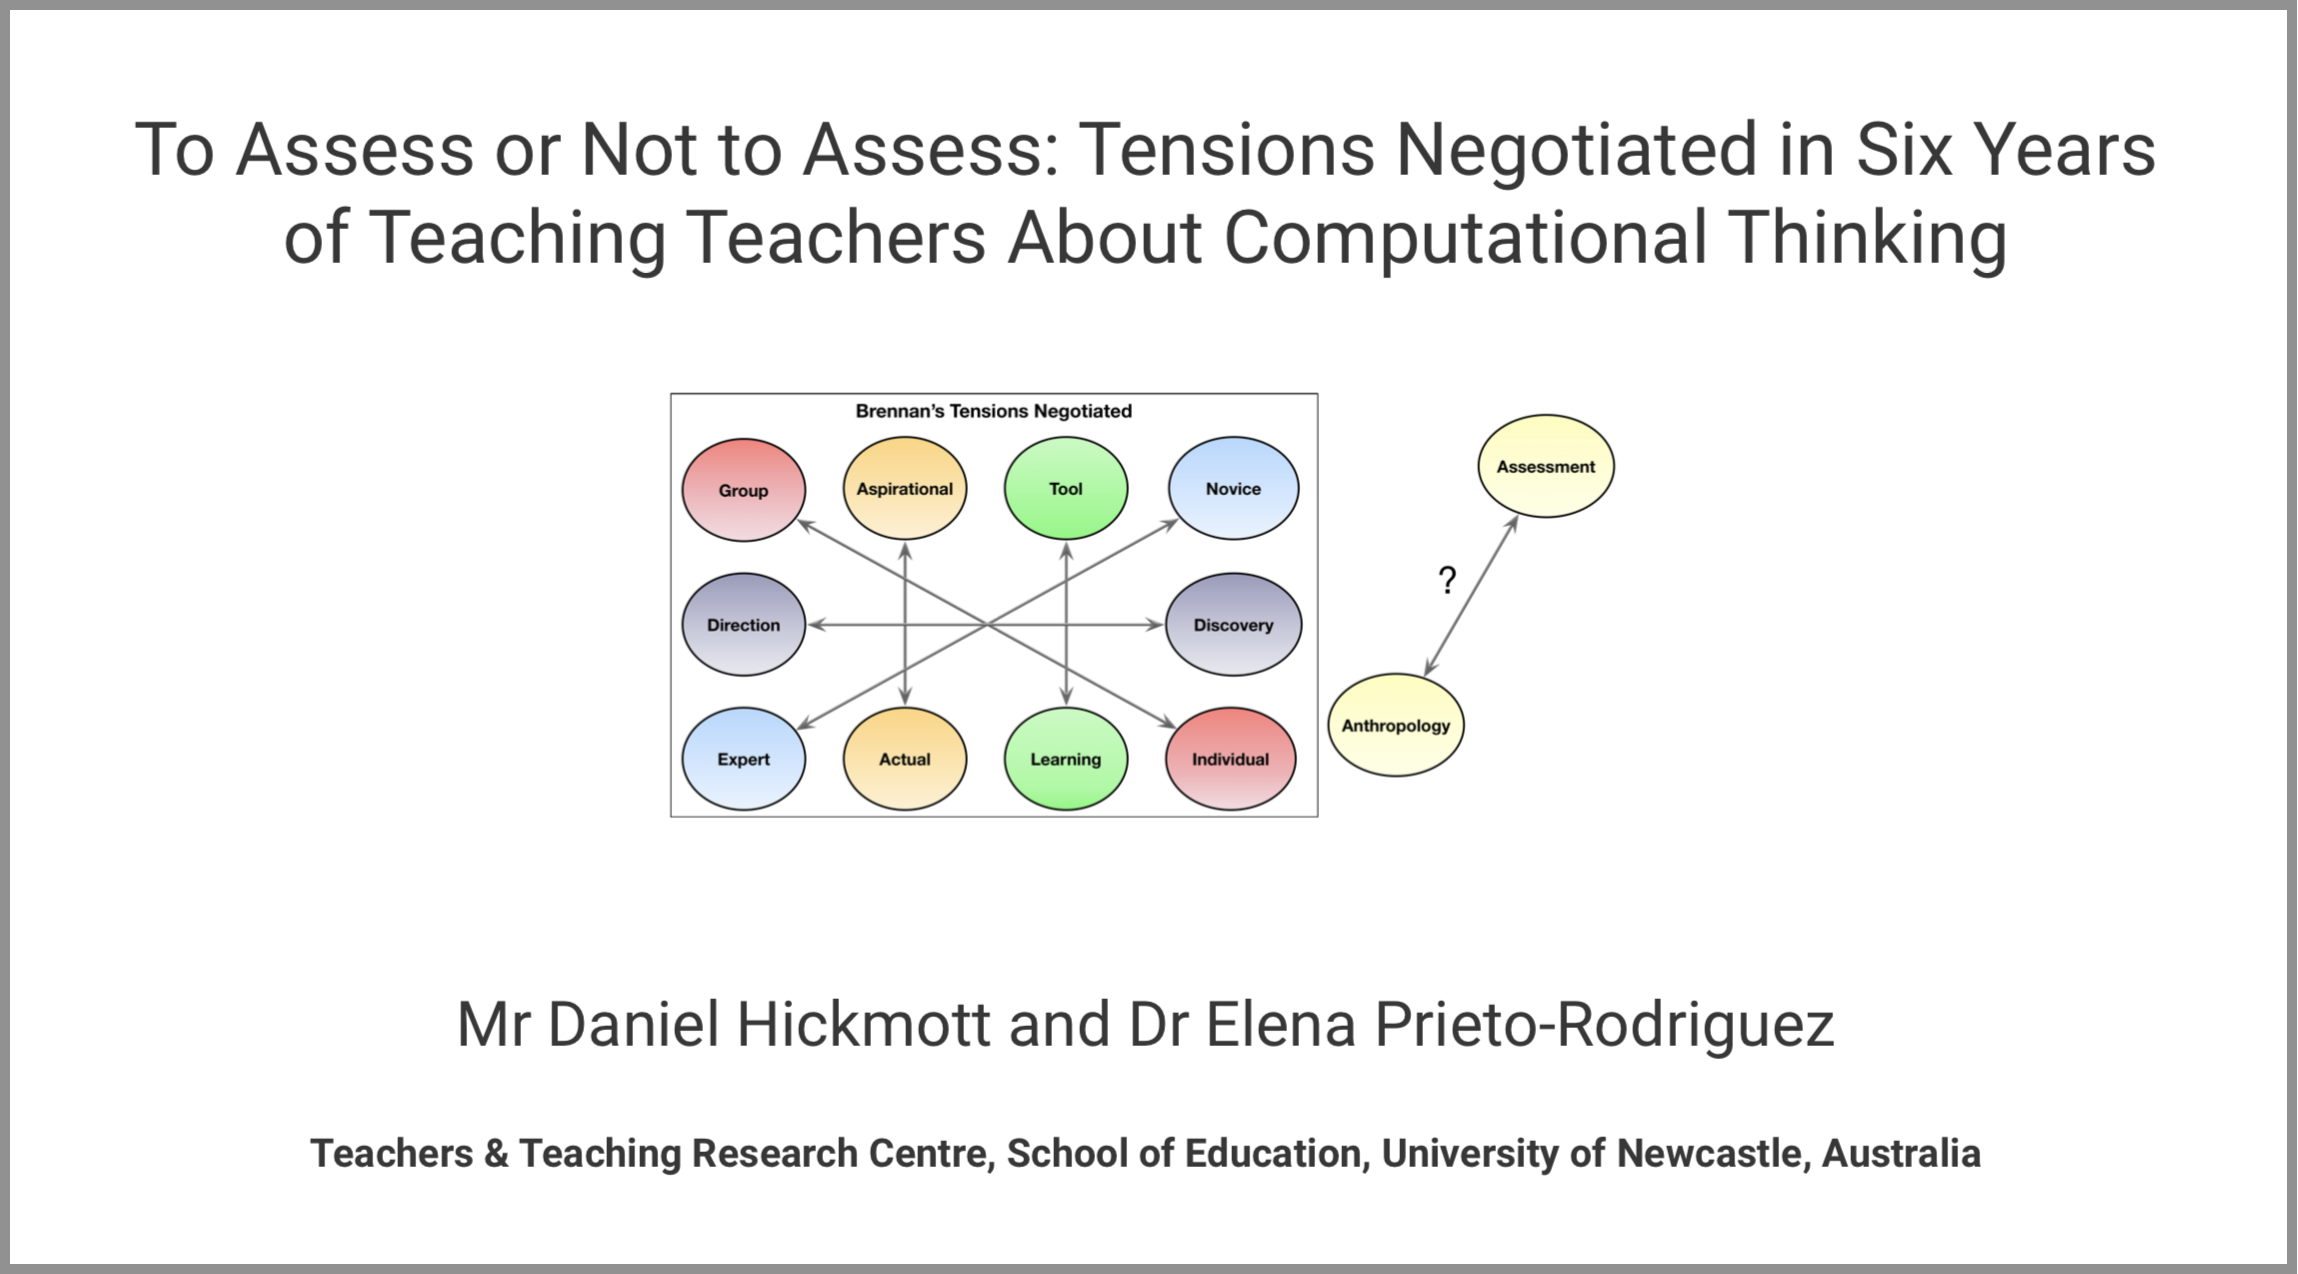 To Assess or Not to Assess: Tensions Negotiated in Six Years
of Teaching Teachers About Computational Thinking
Brennan’s Tensions Negotiated
Group
Aspirational
Tool
Novice
Direction
Discovery
Expert
Actual
Learning
Individual
Assessment
?
Anthropology
Mr Daniel Hickmott and Dr Elena Prieto-Rodriguez
Teachers & Teaching Research Centre, School of Education, University of Newcastle, Australia